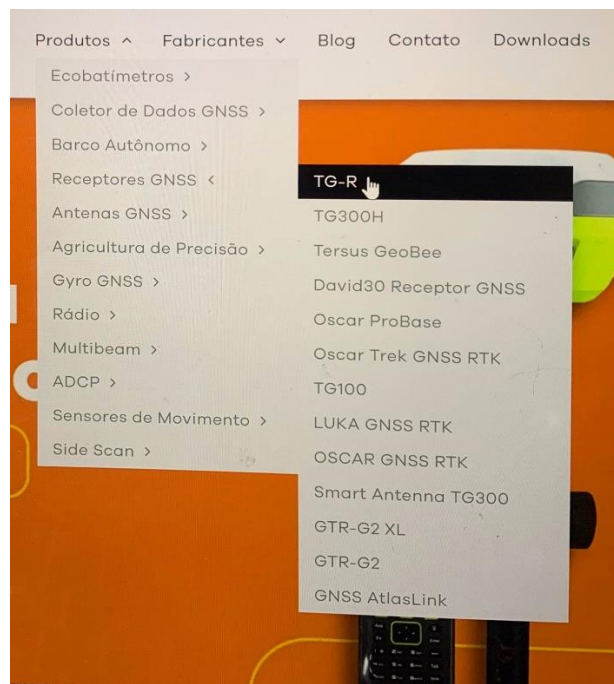 Produtos Fabricantes Blog Contato Downloads
Ecobatímetros >
Coletor de Dados GNSS >
Barco Autônomo >
Receptores GNSS <
Antenas GNSS >
Agricultura de Precisão >
Gyro GNSS >
Rádio >
Multibeam >
ADCP >
Sensores de Movimento >
Side Scan >
TG-R
TG300H
Tersus GeoBee
David30 Receptor GNSS
Oscar ProBase
Oscar Trek GNSS RTK
TG100
LUKA GNSS RTK
OSCAR GNSS RTK
Smart Antenna TG300
GTR-G2 XL
GTR-G2
GNSS AtlasLink